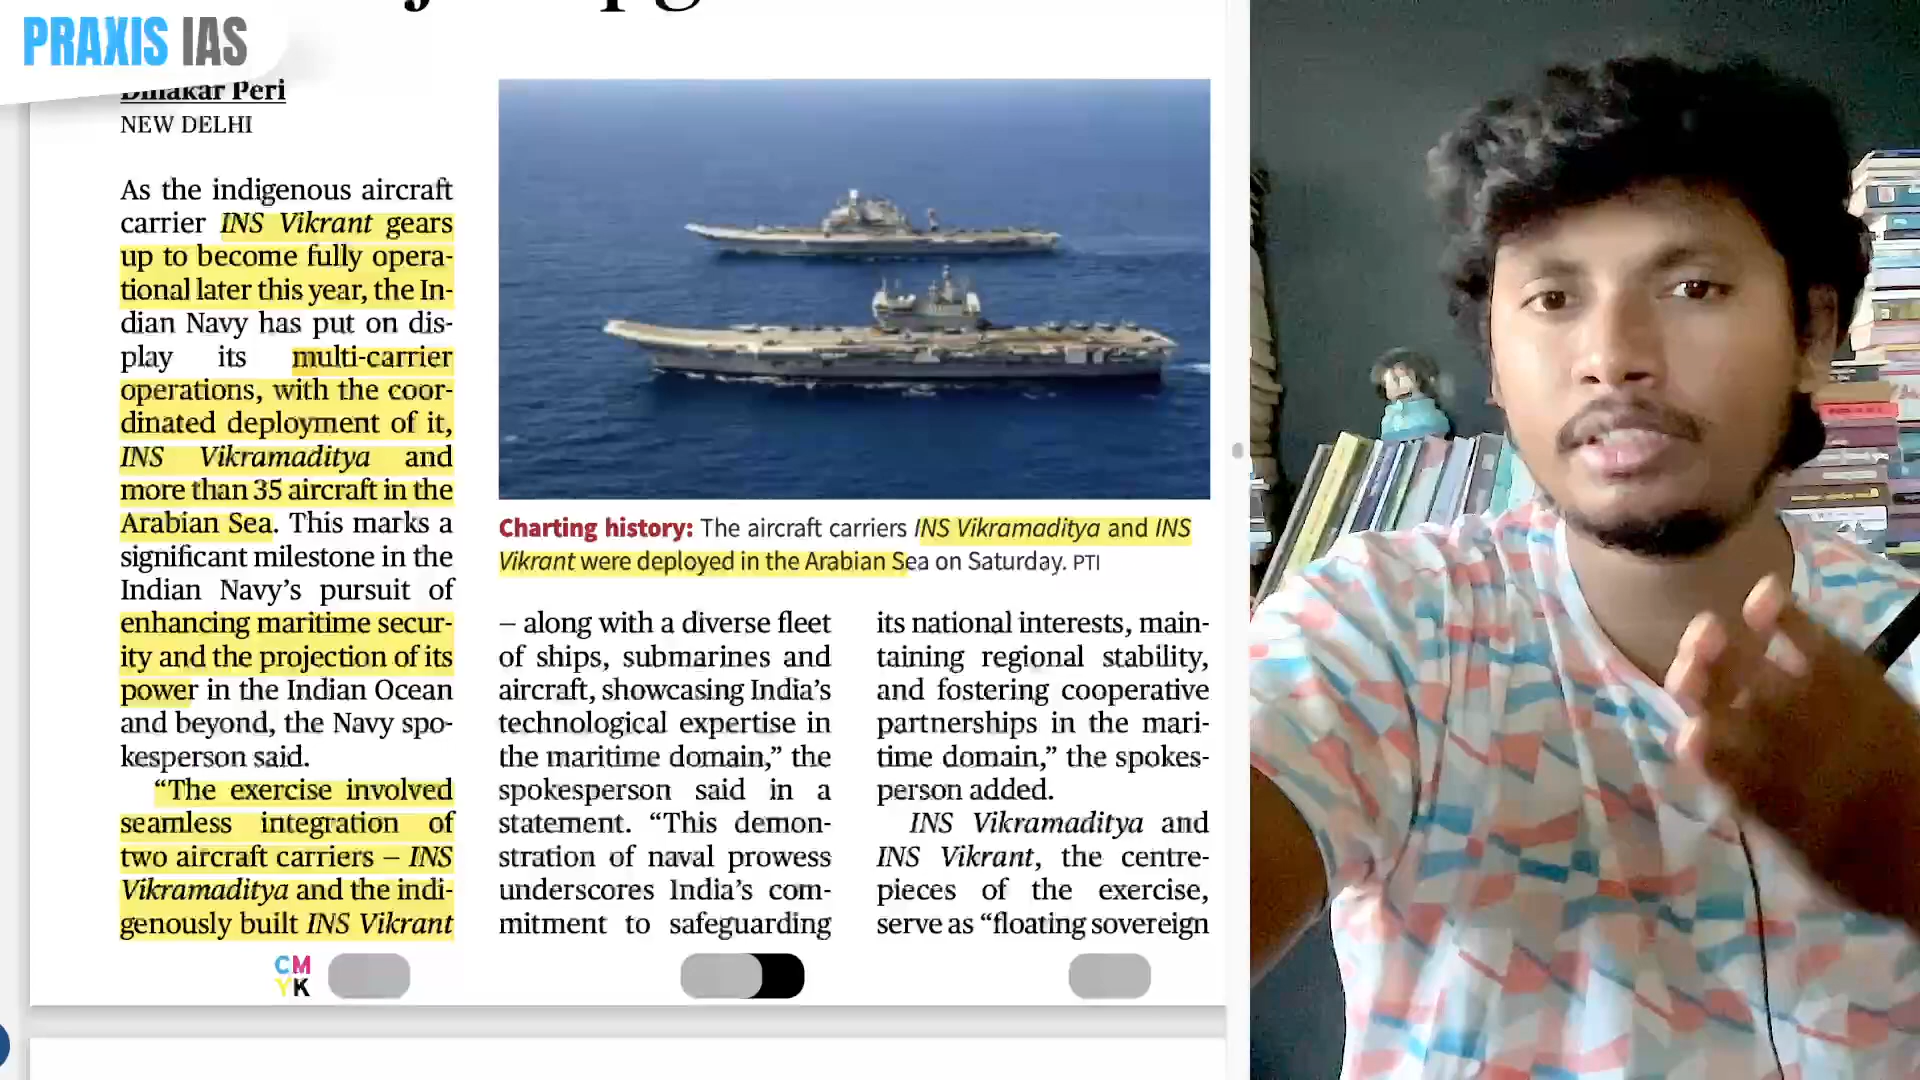 PRAXIS IAS
Dinakar Peri
NEW DELHI
As the indigenous aircraft
carrier INS Vikrant gears
up to become fully opera-
tional later this year, the In-
dian Navy has put on dis-
play its multi-carrier
operations, with the coor-
dinated deployment of it,
INS Vikramaditya and
more than 35 aircraft in the
Arabian Sea. This marks a
significant milestone in the
Indian Navy’s pursuit of
enhancing maritime secur-
ity and the projection of its
power in the Indian Ocean
and beyond, the Navy spo-
kesperson said.
“The exercise involved
seamless integration of
two aircraft carriers – INS
Vikramaditya and the indi-
genously built INS Vikrant
Charting history: The aircraft carriers INS Vikramaditya and INS
Vikrant were deployed in the Arabian Sea on Saturday. PTI
– along with a diverse fleet
of ships, submarines and
aircraft, showcasing India’s
technological expertise in
the maritime domain,” the
spokesperson said in a
statement. “This demon-
stration of naval prowess
underscores India’s com-
mitment to safeguarding
its national interests, main-
taining regional stability,
and fostering cooperative
partnerships in the mari-
time domain,” the spokes-
person added.
INS Vikramaditya and
INS Vikrant, the centre-
pieces of the exercise,
serve as “floating sovereign
CM
YK